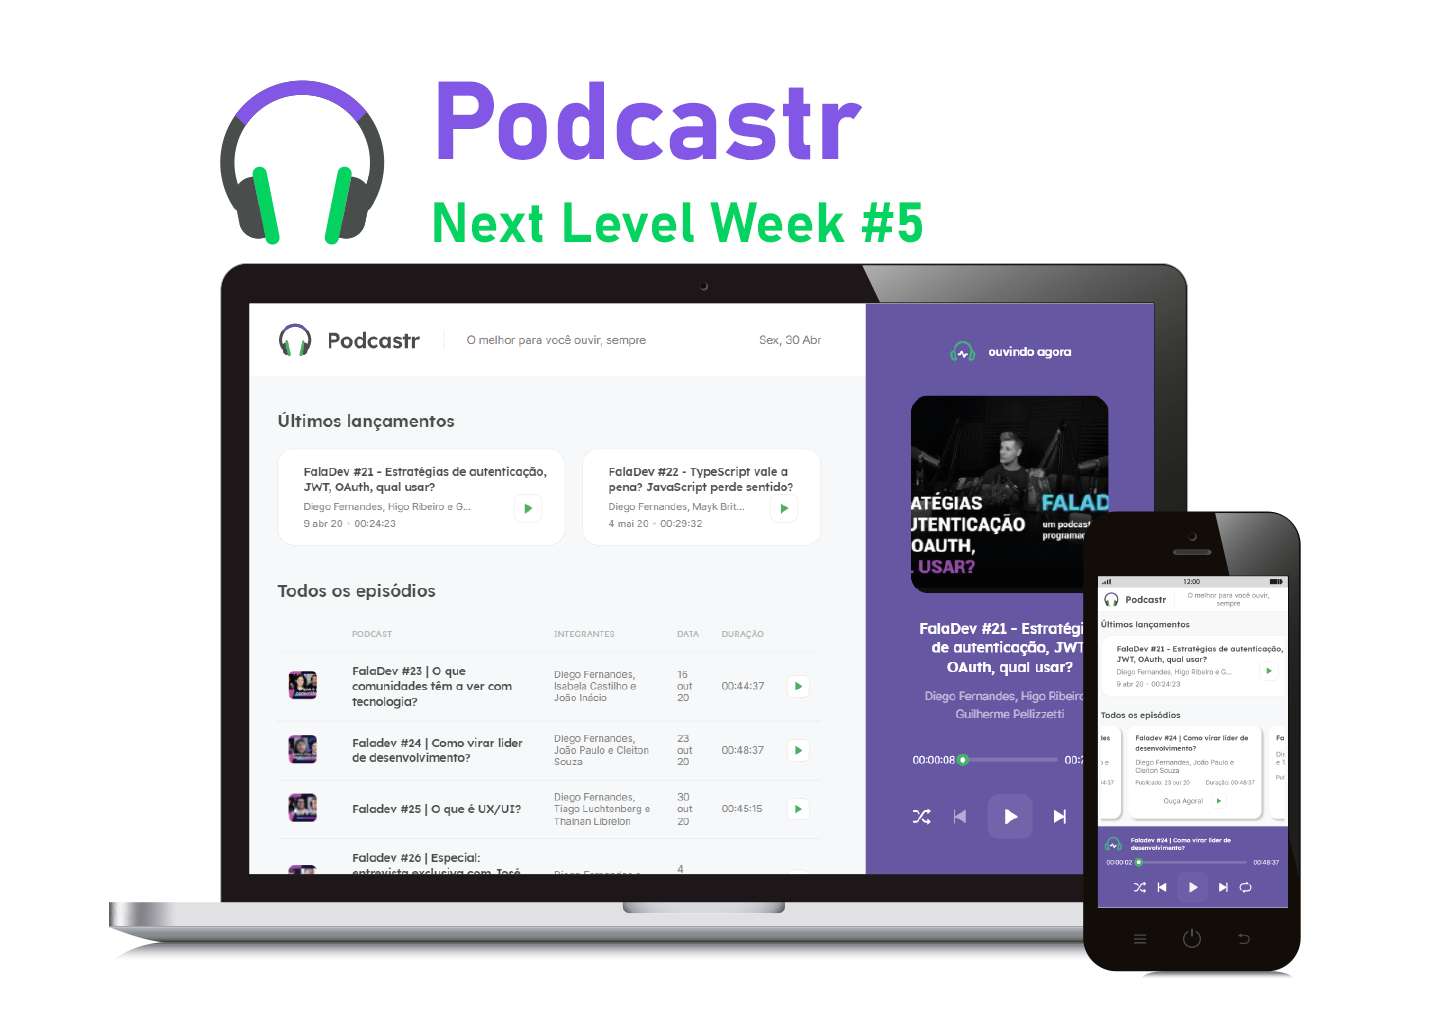 Podcastr
Next Level Week #5
Podcastr
O melhor para você ouvir, sempre
Sex, 30 Abr
Últimos lançamentos
FalaDev #21 - Estratégias de autenticação,
JWT, OAuth, qual usar?
Diego Fernandes, Higo Ribeiro e G...
9 abr 20 • 00:24:23
FalaDev #22 - TypeScript vale a
pena? JavaScript perde sentido?
Diego Fernandes, Mayk Brit...
4 mai 20 • 00:29:32
Todos os episódios
PODCAST
INTEGRANTES
DATA
DURAÇÃO
FalaDev #23 | O que
comunidades têm a ver com
tecnologia?
Diego Fernandes,
Isabela Castilho e
João Inácio
16
out
20
00:44:37
Faladev #24 | Como virar líder
de desenvolvimento?
Diego Fernandes,
João Paulo e Cleiton
Souza
23
out
20
00:48:37
Faladev #25 | O que é UX/UI?
Diego Fernandes,
Tiago Luchtenberg e
Thainan Librelon
30
out
20
00:45:15
Faladev #26 | Especial:
entrevista exclusiva com José
Diego Fernandes e
4
ouvindo agora
ATÉGIAS
UTENTICAÇÃO
OAUTH,
USAR?
FALAD
um podcast
programad
FalaDev #21 - Estratégi
de autenticação, JWT
OAuth, qual usar?
Diego Fernandes, Higo Ribeiro
Guilherme Pellizzetti
00:00:08
00:2
12:00
Podcastr
O melhor para você ouvir,
sempre
Últimos lançamentos
FalaDev #21 - Estratégias de autenticação,
JWT, OAuth, qual usar?
Diego Fernandes, Higo Ribeiro e G...
9 abr 20 • 00:24:23
Todos os episódios
Faladev #24 | Como virar líder de
desenvolvimento?
Diego Fernandes, João Paulo e
Cleiton Souza
Publicado: 23 out 20
Duração: 00:48:37
Ouça Agora!
Fa
Die
e T
Pub
Faladev #24 | Como virar líder de
desenvolvimento?
00:00:02
00:48:37